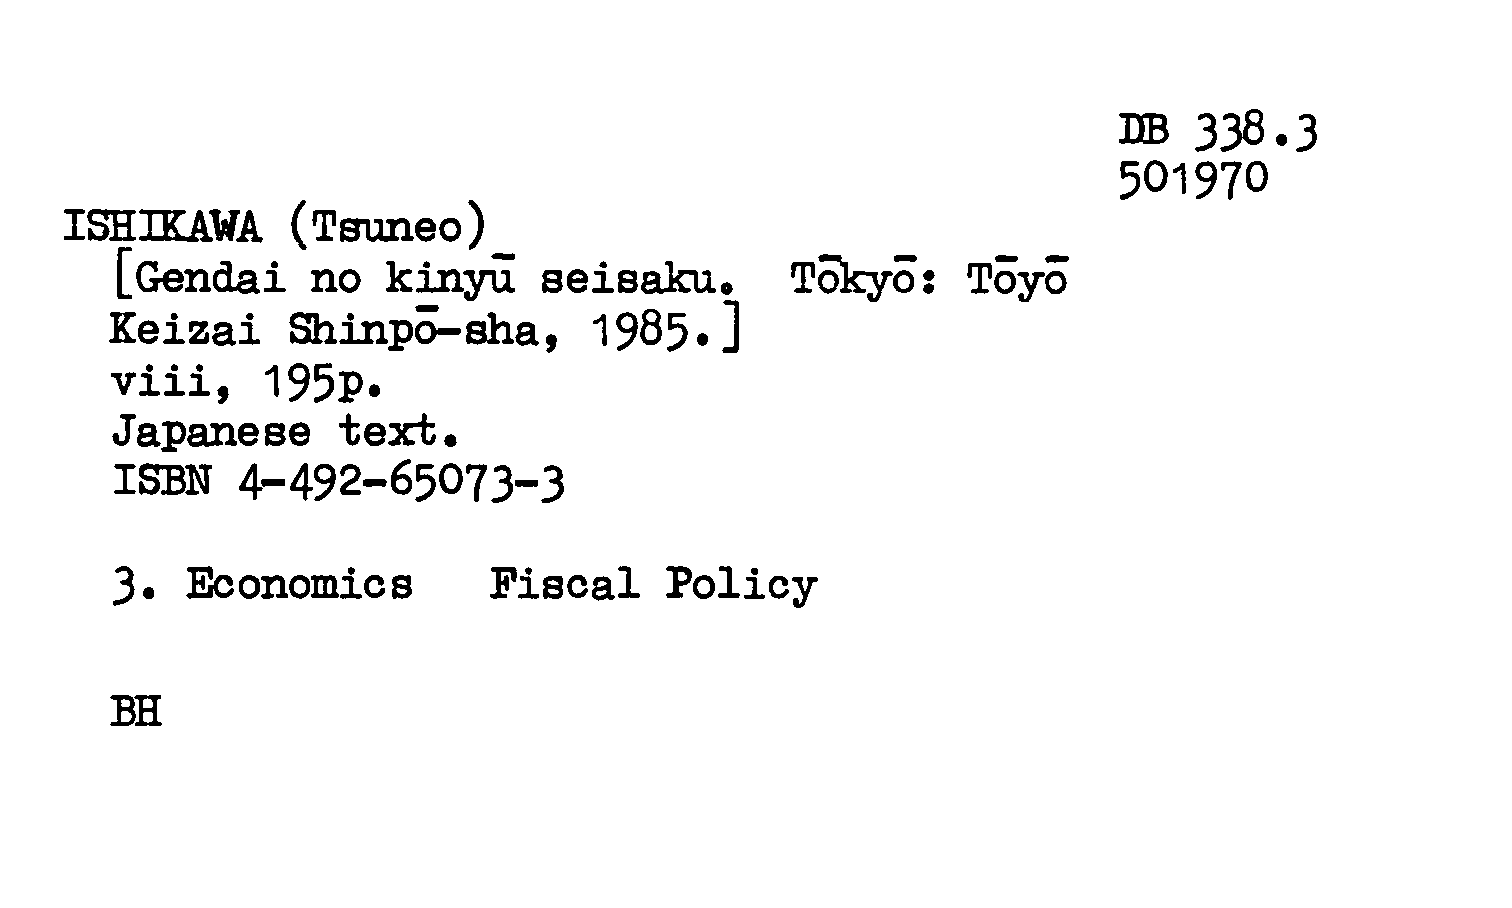 DB 338.3
501970
ISHIKAWA (Tsuneo)
[Gendai no kinyū seisaku. Tōkyō: Tōyō
Keizai Shinpō-sha, 1985.]
viii, 195p.
Japanese text.
ISBN 4-492-65073-3
3. Economics Fiscal Policy
BH